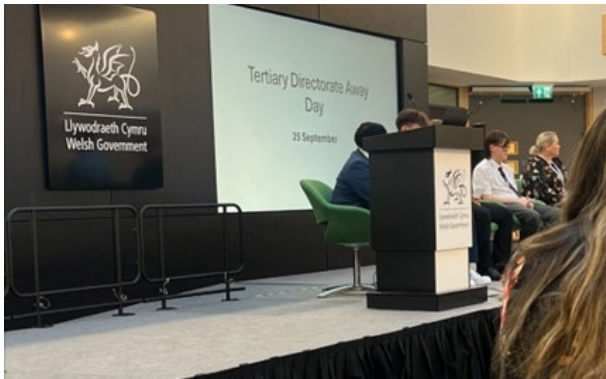 Llywodraeth Cymru
Welsh Government
Tertiary Directorate Away
Day
25 September
Llywodraeth Cymru
Welsh Government